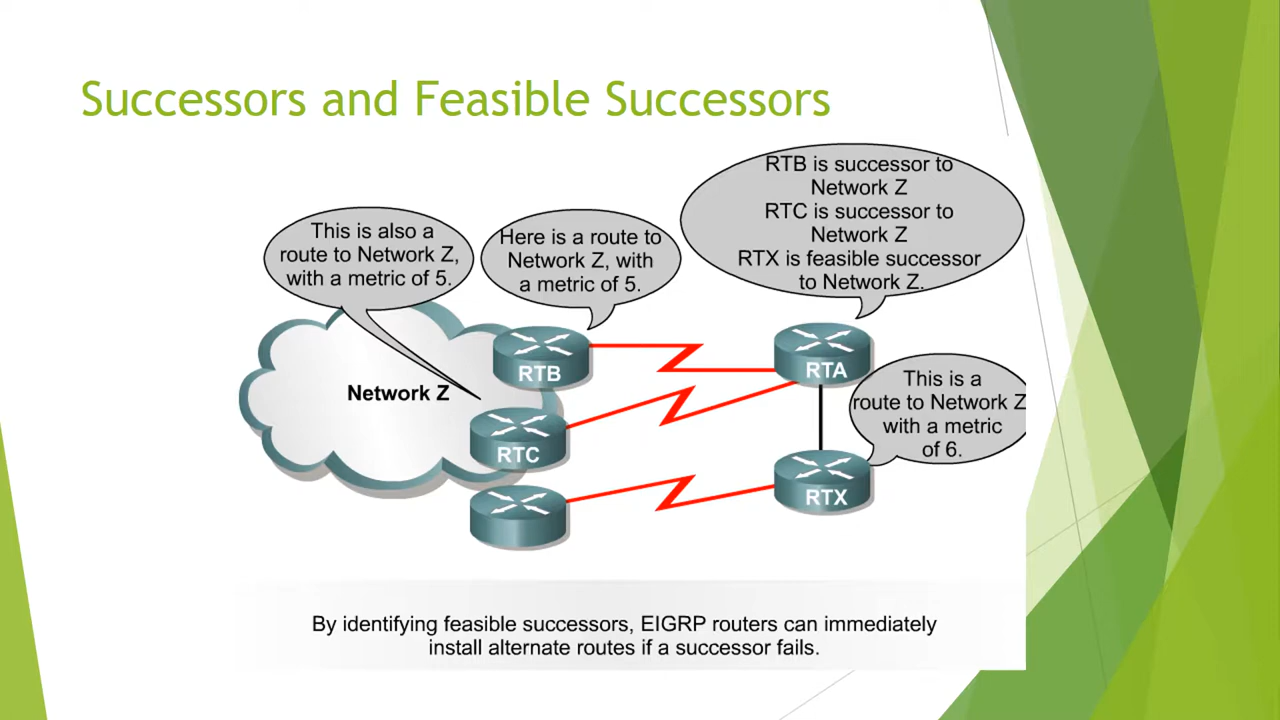 Successors and Feasible Successors
RTB is successor to
Network Z
RTC is successor to
Network Z
RTX is feasible successor
to Network Z.
This is also a
route to Network Z,
with a metric of 5.
Here is a route to
Network Z, with
a metric of 5.
RTB
RTA
Network Z
This is a
route to Network Z
with a metric
of 6.
RTC
RTX
By identifying feasible successors, EIGRP routers can immediately
install alternate routes if a successor fails.